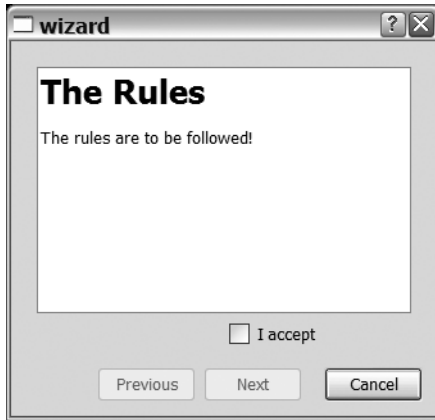 wizard
The Rules
The rules are to be followed!
I accept
Previous Next Cancel